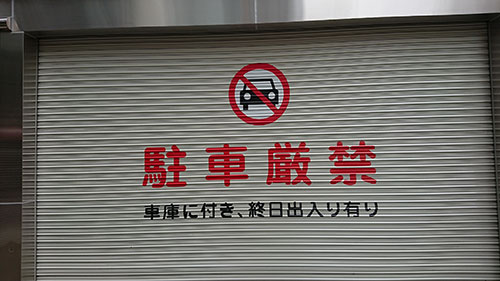 駐車厳禁
車庫に付き、終日出入り有り